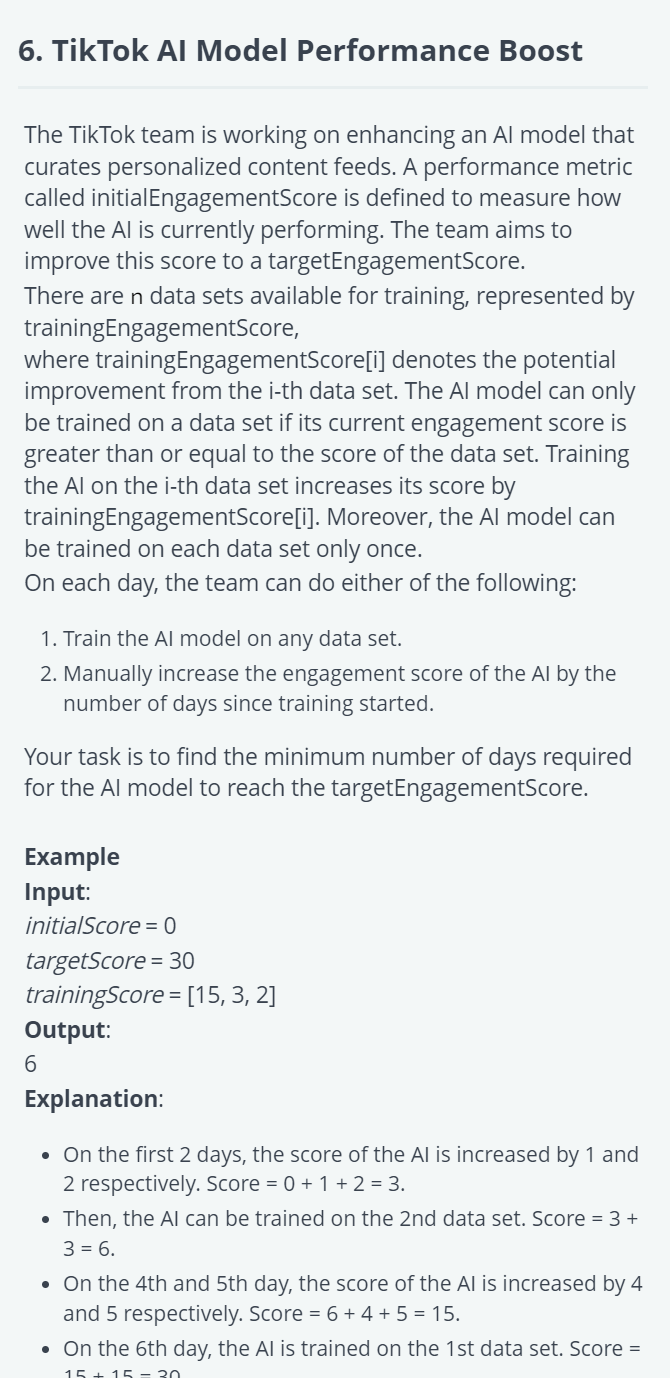 6. TikTok AI Model Performance Boost
The TikTok team is working on enhancing an AI model that
curates personalized content feeds. A performance metric
called initialEngagementScore is defined to measure how
well the AI is currently performing. The team aims to
improve this score to a targetEngagementScore.
There are n data sets available for training, represented by
trainingEngagementScore,
where trainingEngagementScore[i] denotes the potential
improvement from the i-th data set. The AI model can only
be trained on a data set if its current engagement score is
greater than or equal to the score of the data set. Training
the AI on the i-th data set increases its score by
trainingEngagementScore[i]. Moreover, the AI model can
be trained on each data set only once.
On each day, the team can do either of the following:
1. Train the AI model on any data set.
2. Manually increase the engagement score of the AI by the
number of days since training started.
Your task is to find the minimum number of days required
for the AI model to reach the targetEngagementScore.
Example
Input:
initialScore = 0
targetScore = 30
trainingScore = [15, 3, 2]
Output:
6
Explanation:
• On the first 2 days, the score of the AI is increased by 1 and
2 respectively. Score = 0 + 1 + 2 = 3.
• Then, the AI can be trained on the 2nd data set. Score = 3 +
3 = 6.
• On the 4th and 5th day, the score of the AI is increased by 4
and 5 respectively. Score = 6 + 4 + 5 = 15.
• On the 6th day, the AI is trained on the 1st data set. Score =
15 + 15 = 30